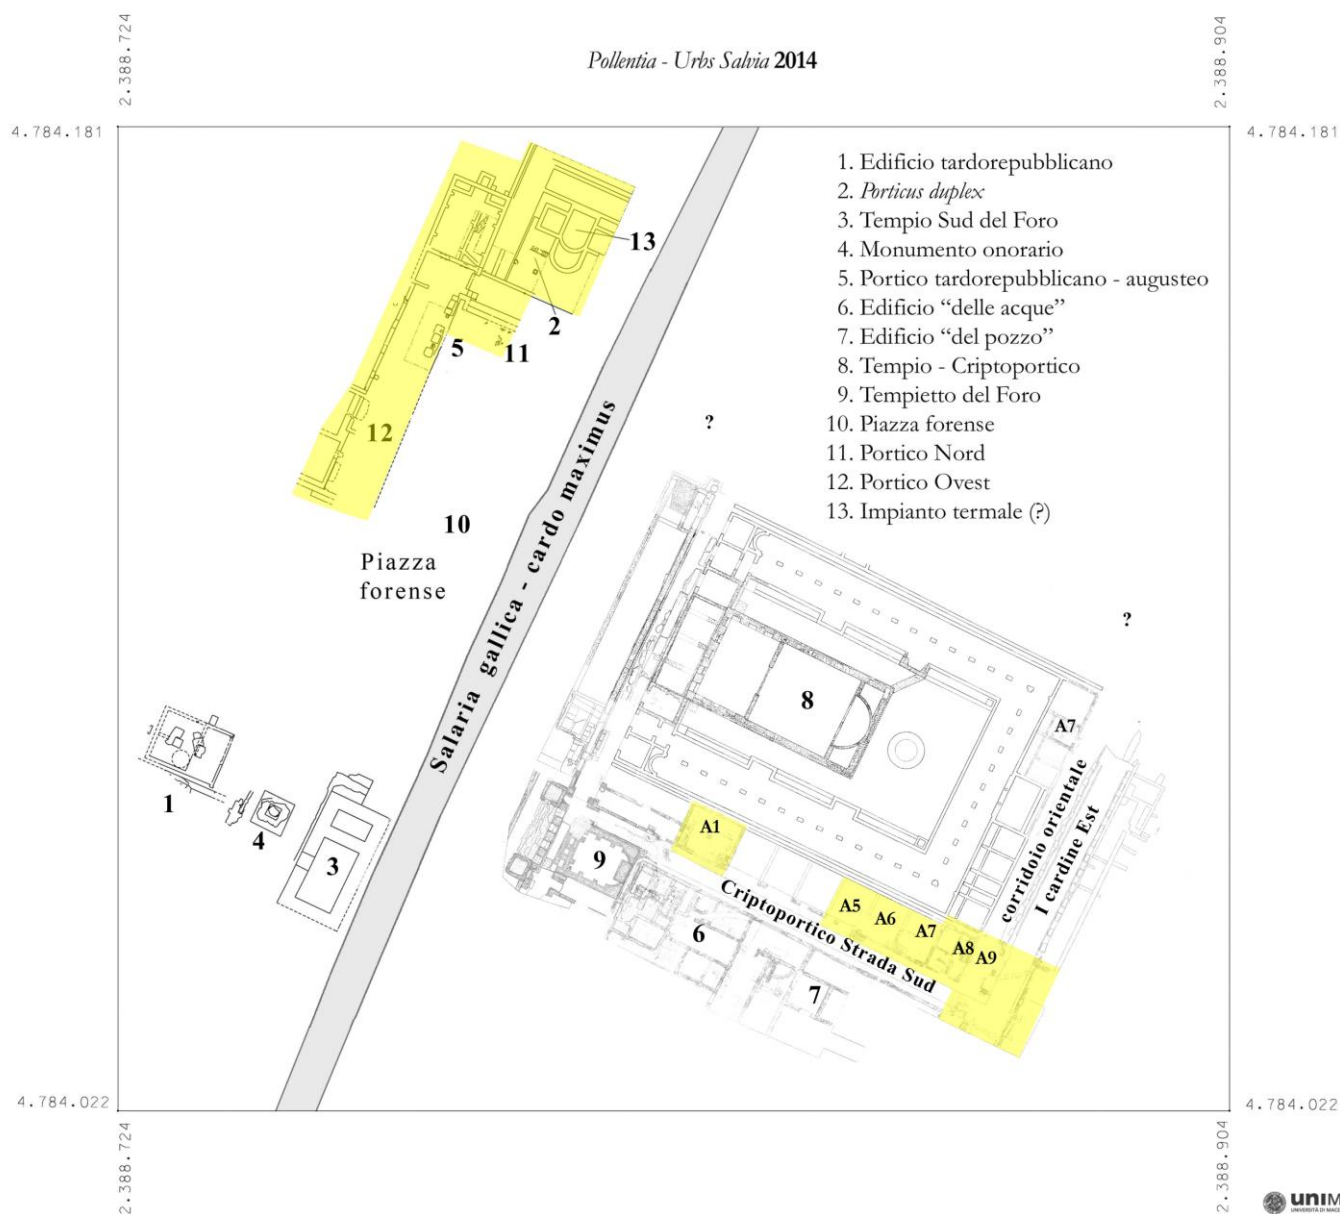 Pollentia - Urbs Salvia 2014
2.388.724
2.388.904
4.784.181
4.784.181
1. Edificio tardorepubblicano
2. Porticus duplex
3. Tempio Sud del Foro
4. Monumento onorario
5. Portico tardorepubblicano - augusteo
6. Edificio “delle acque”
7. Edificio “del pozzo”
8. Tempio - Criptoportico
9. Tempietto del Foro
10. Piazza forense
11. Portico Nord
12. Portico Ovest
13. Impianto termale (?)
13
2
5
11
12
?
10
Piazza
forense
Salaria gallica - cardo maximus
?
8
A7
1
4
3
9
A1
corridoio orientale
I cardine Est
Criptoportico Strada Sud
A5
A6
A7
A8
A9
6
7
4.784.022
4.784.022
2.388.724
2.388.904